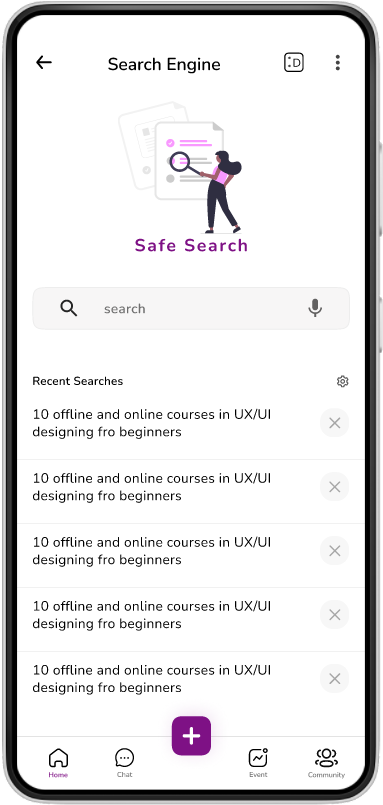 Search Engine
:D
Safe Search
search
Recent Searches
10 offline and online courses in UX/UI
designing fro beginners
10 offline and online courses in UX/UI
designing fro beginners
10 offline and online courses in UX/UI
designing fro beginners
10 offline and online courses in UX/UI
designing fro beginners
10 offline and online courses in UX/UI
designing fro beginners
Home
Chat
Event
Community